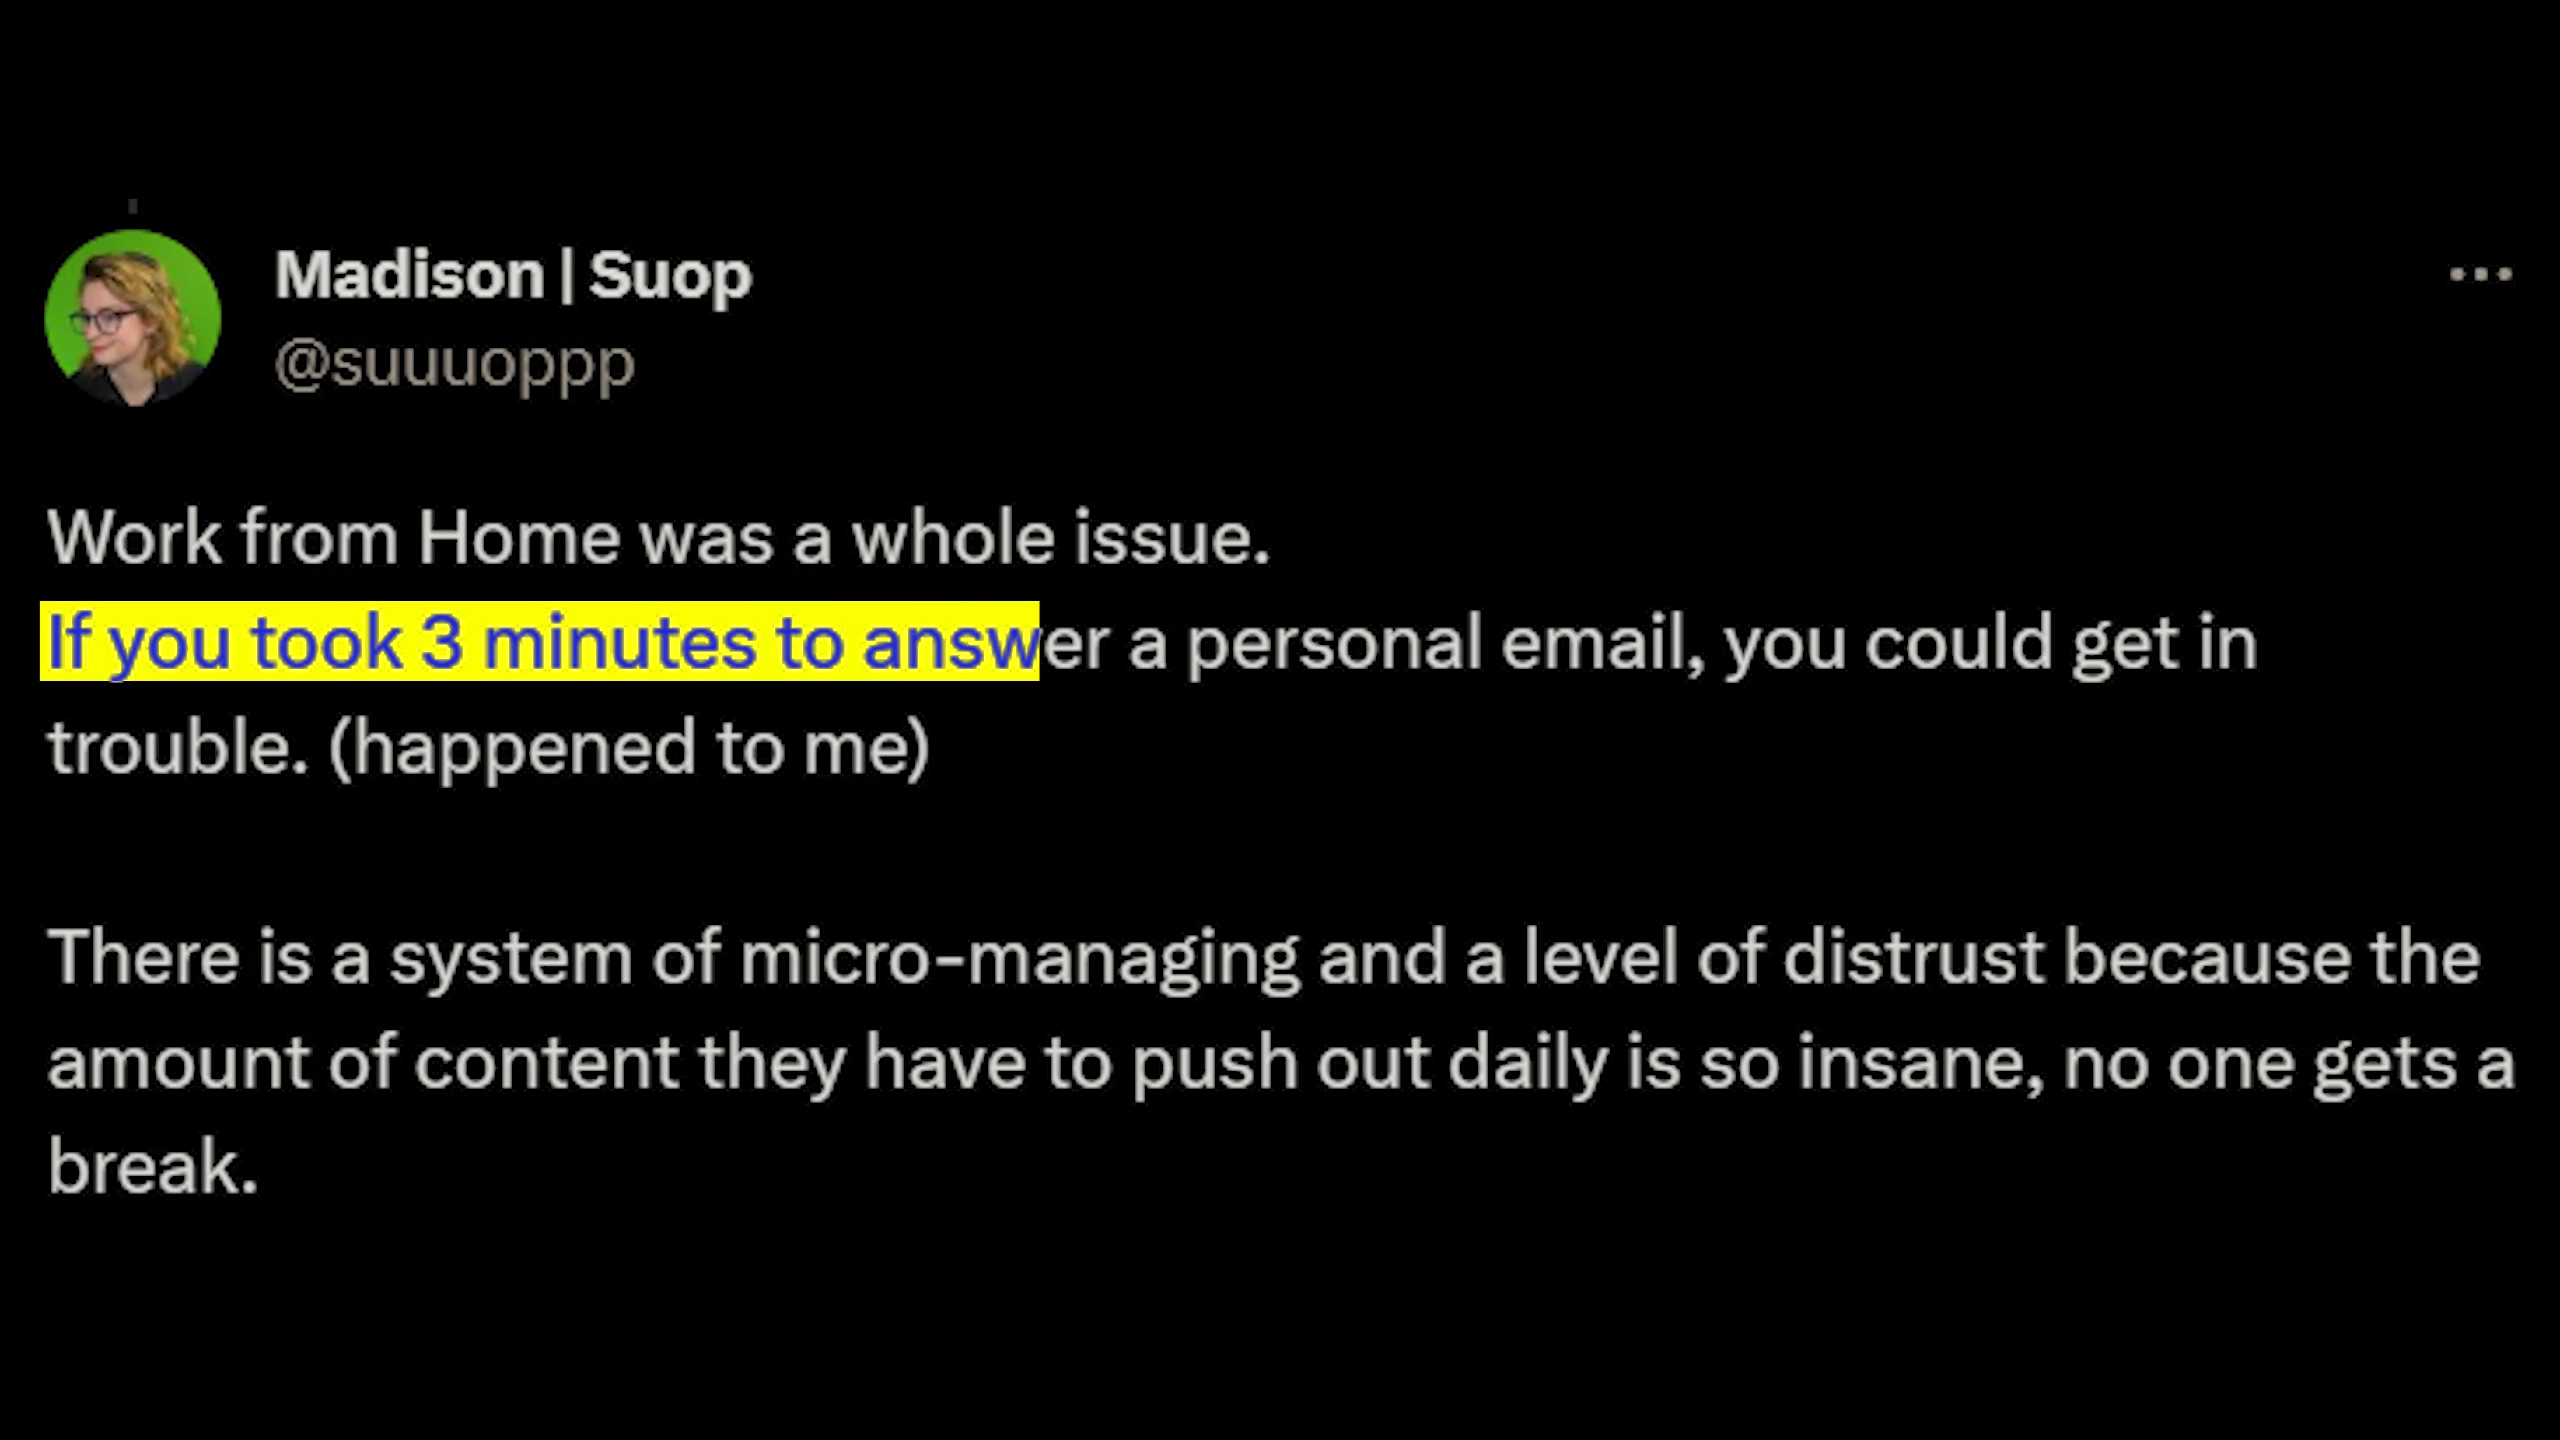 Madison | Suop
@suuuoppp
Work from Home was a whole issue.
If you took 3 minutes to answer a personal email, you could get in
trouble. (happened to me)
There is a system of micro-managing and a level of distrust because the
amount of content they have to push out daily is so insane, no one gets a
break.